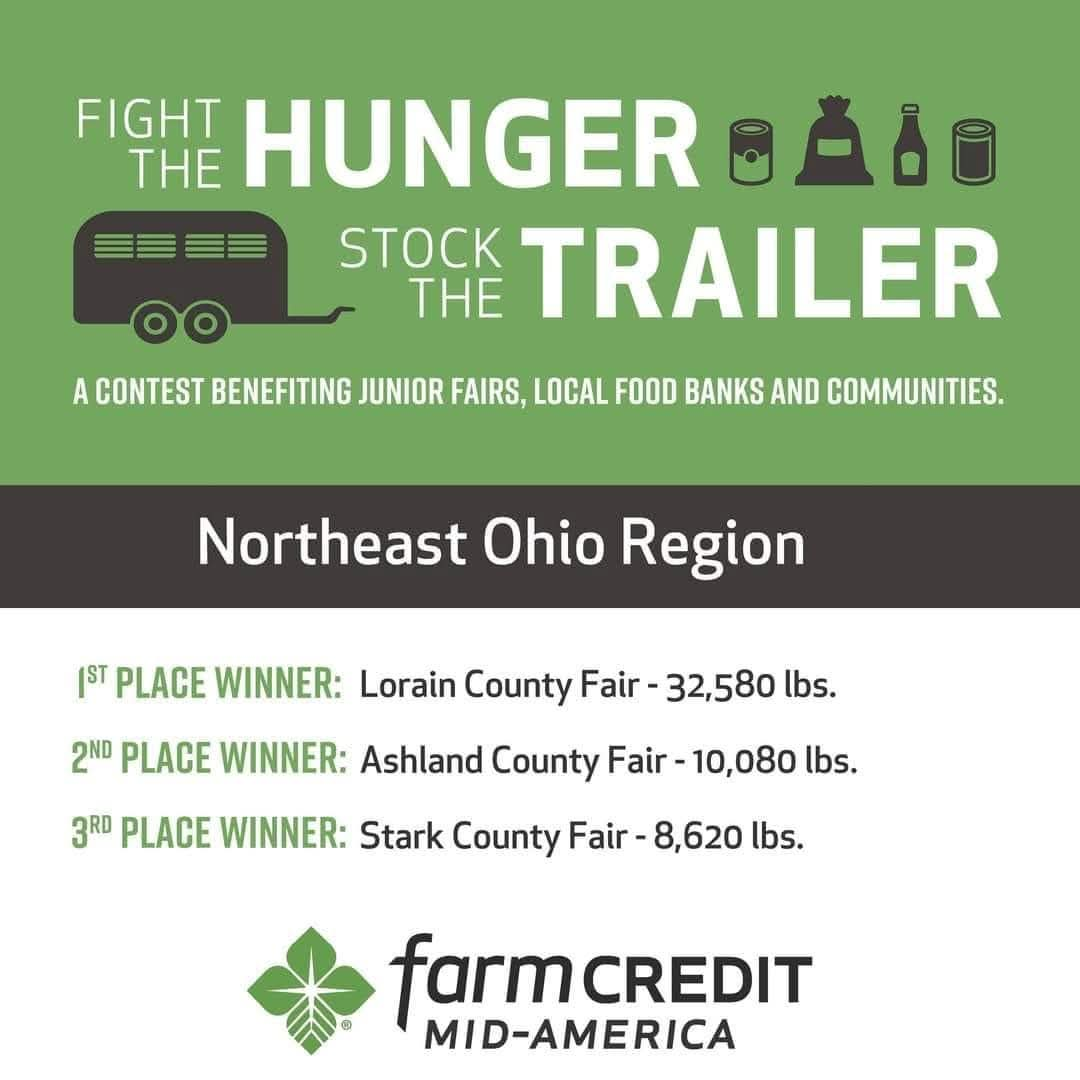 FIGHT THE HUNGER
STOCK THE TRAILER
A CONTEST BENEFITING JUNIOR FAIRS, LOCAL FOOD BANKS AND COMMUNITIES.
Northeast Ohio Region
1ST PLACE WINNER: Lorain County Fair - 32,580 lbs.
2ND PLACE WINNER: Ashland County Fair - 10,080 lbs.
3RD PLACE WINNER: Stark County Fair - 8,620 lbs.
farm CREDIT
MID-AMERICA
®